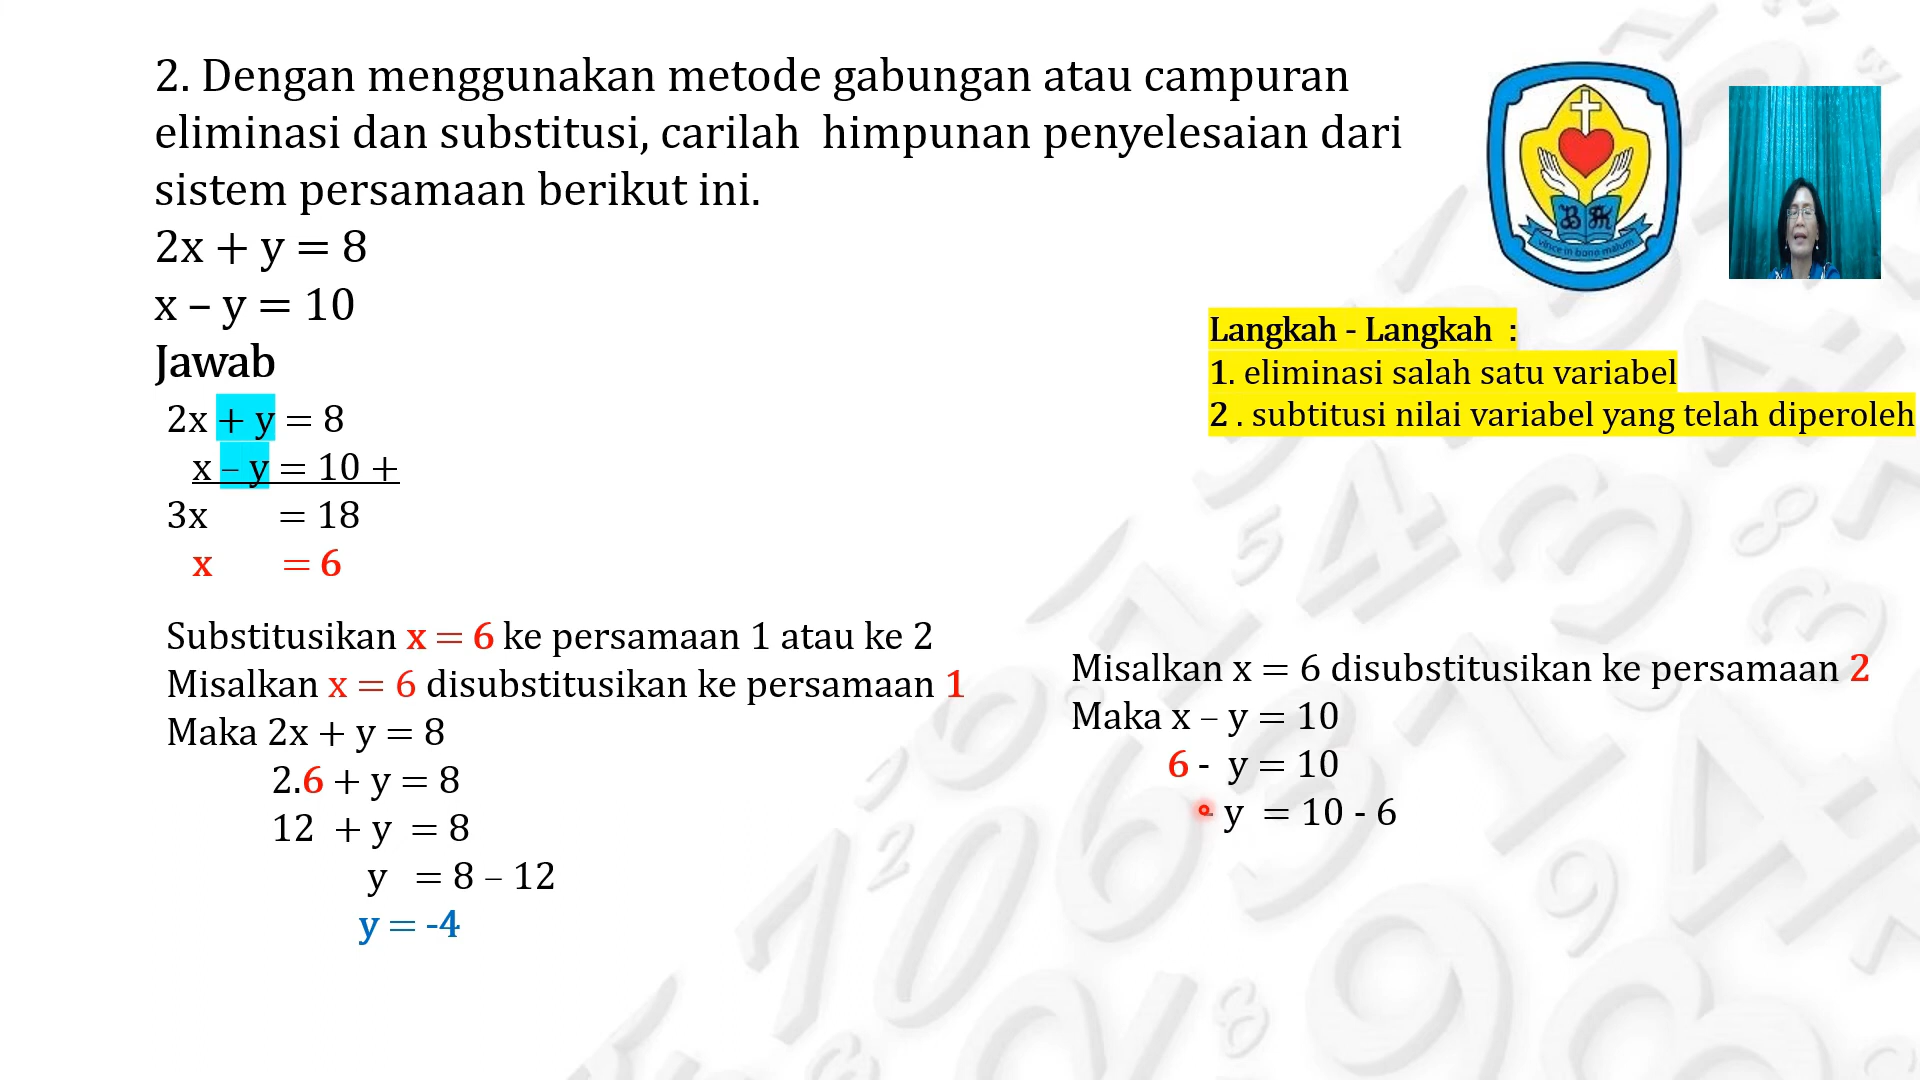 2. Dengan menggunakan metode gabungan atau campuran
eliminasi dan substitusi, carilah himpunan penyelesaian dari
sistem persamaan berikut ini.
2x + y = 8
x – y = 10
Jawab
2x + y = 8
x – y = 10 +
3x = 18
x = 6
Substitusikan x = 6 ke persamaan 1 atau ke 2
Misalkan x = 6 disubstitusikan ke persamaan 1
Maka 2x + y = 8
2.6 + y = 8
12 + y = 8
y = 8 – 12
y = -4
vince in bono malum
B K
Langkah - Langkah :
1. eliminasi salah satu variabel
2 . subtitusi nilai variabel yang telah diperoleh
Misalkan x = 6 disubstitusikan ke persamaan 2
Maka x – y = 10
6 - y = 10
- y = 10 - 6